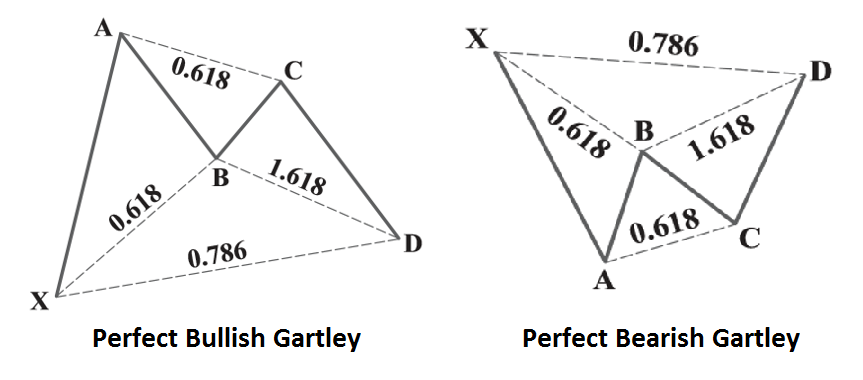 A
0.618
C
B
0.618
1.618
D
0.786
X
Perfect Bullish Gartley
X
0.786
D
0.618
B
1.618
0.618
C
A
Perfect Bearish Gartley